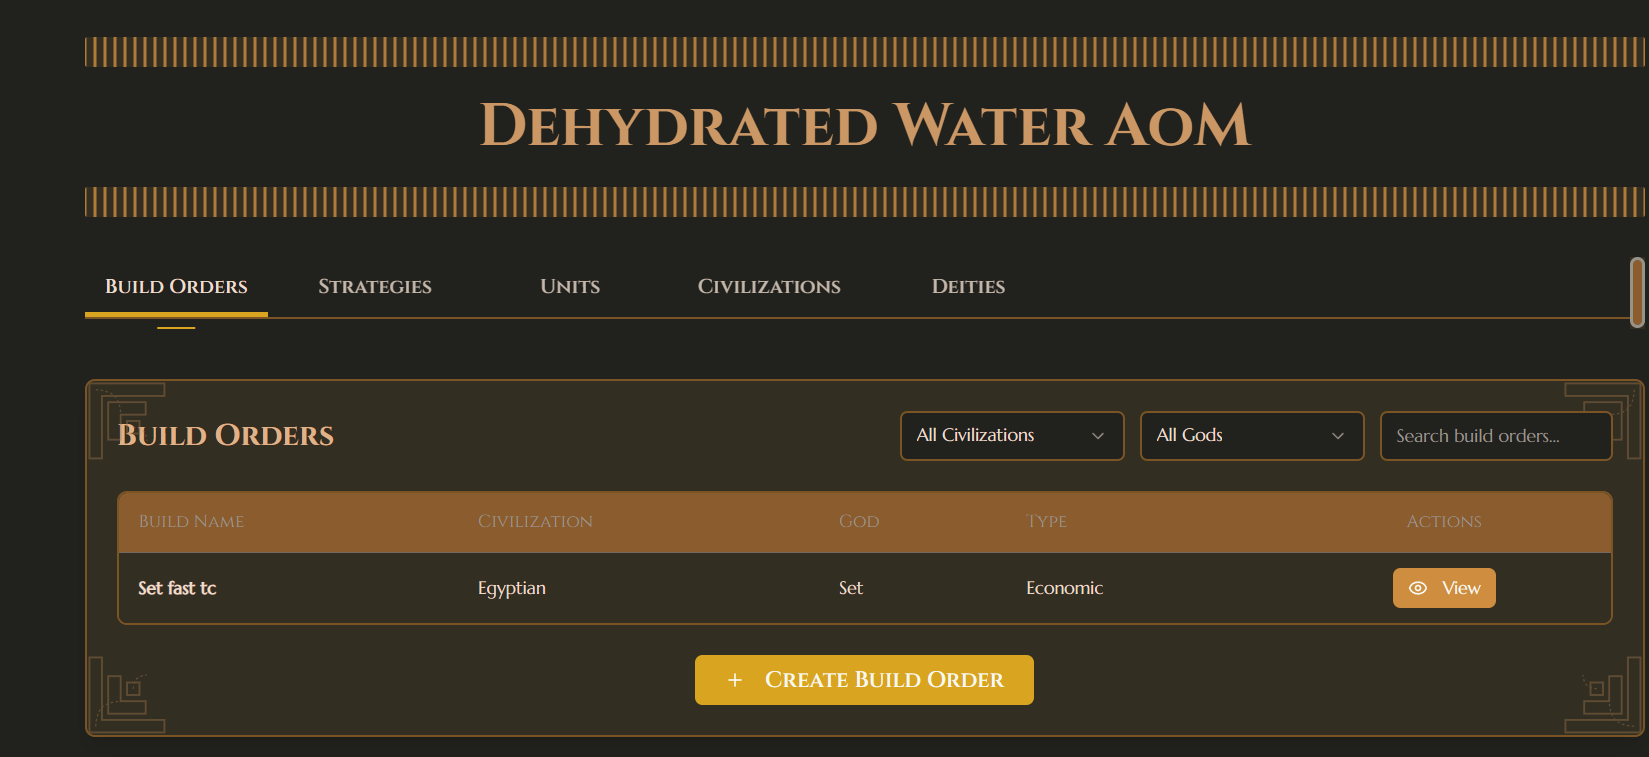 Dehydrated Water AoM
Build Orders Strategies Units Civilizations Deities
Build Orders All Civilizations All Gods Search build orders...
Build Name Civilization God Type Actions
Set fast tc Egyptian Set Economic View
+ Create Build Order